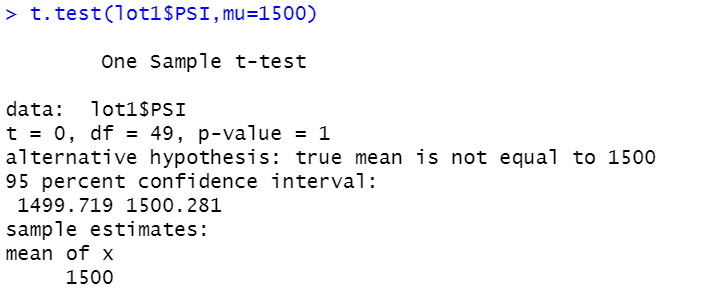 > t.test(lot1$PSI,mu=1500)
One Sample t-test
data:  lot1$PSI
t = 0, df = 49, p-value = 1
alternative hypothesis: true mean is not equal to 1500
95 percent confidence interval:
1499.719 1500.281
sample estimates:
mean of x
1500